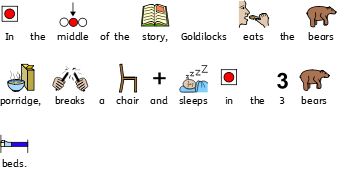 In the middle of the story, Goldilocks eats the bears
porridge, breaks a chair and sleeps in the 3 bears
beds.